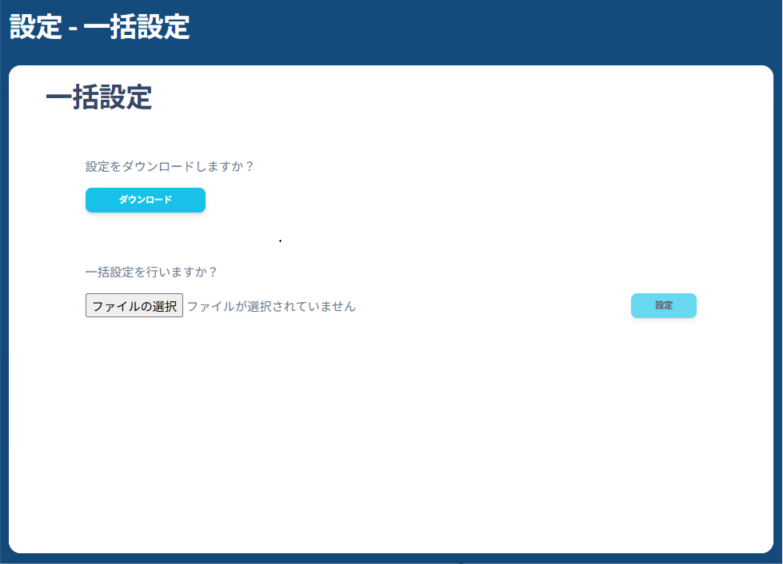 設定 - 一括設定
一括設定
設定をダウンロードしますか？
ダウンロード
一括設定を行いますか？
ファイルの選択 ファイルが選択されていません
設定